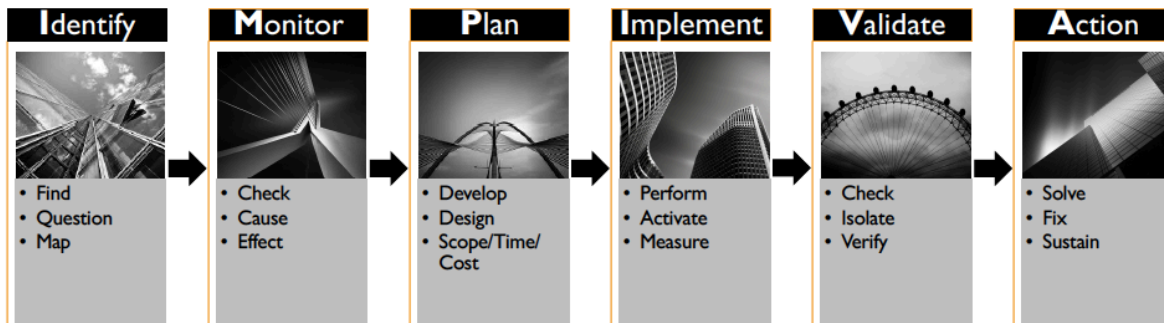 Identify
Monitor
Plan
Implement
Validate
Action
• Find
• Question
• Map
• Check
• Cause
• Effect
• Develop
• Design
• Scope/Time/
Cost
• Perform
• Activate
• Measure
• Check
• Isolate
• Verify
• Solve
• Fix
• Sustain